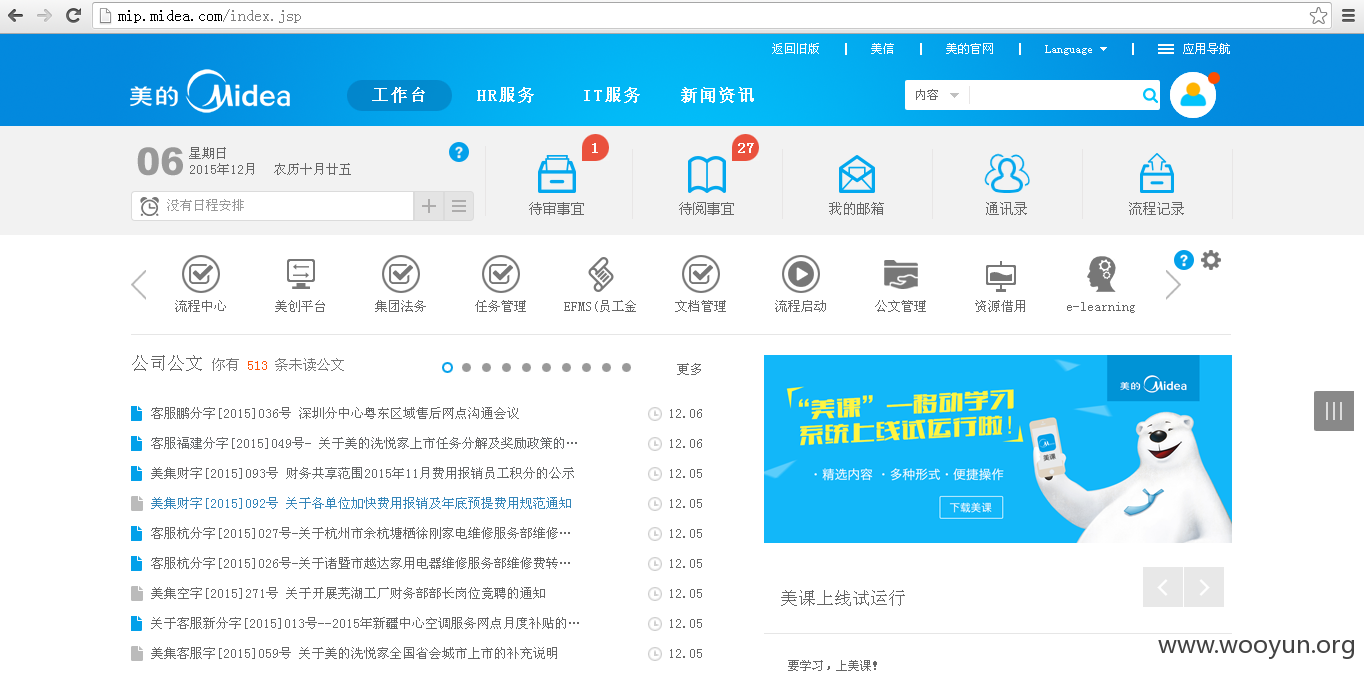 mip.midea.com/index.jsp
返回旧版 | 美信 | 美的官网 | Language | 应用导航
美的 Midea 工作台 HR服务 IT服务 新闻资讯 内容
06 星期日
2015年12月 农历十月廿五
?
没有日程安排
1
待审事宜
27
待阅事宜
我的邮箱
通讯录
流程记录
?
流程中心 美创平台 集团法务 任务管理 EFMS(员工金 文档管理 流程启动 公文管理 资源借用 e-learning
公司公文 你有 513 条未读公文 更多
客服鹏分字[2015]036号 深圳分中心粤东区域售后网点沟通会议 12.06
客服福建分字[2015]049号- 关于美的洗悦家上市任务分解及奖励政策的… 12.06
美集财字[2015]093号 财务共享范围2015年11月费用报销员工积分的公示 12.05
美集财字[2015]092号 关于各单位加快费用报销及年底预提费用规范通知 12.05
客服杭分字[2015]027号-关于杭州市余杭塘栖徐刚家电维修服务部维修… 12.05
客服杭分字[2015]026号-关于诸暨市越达家用电器维修服务部维修费转… 12.05
美集空字[2015]271号 关于开展芜湖工厂财务部部长岗位竞聘的通知 12.05
关于客服新分字[2015]013号--2015年新疆中心空调服务网点月度补贴的… 12.05
美集客服字[2015]059号 关于美的洗悦家全国省会城市上市的补充说明 12.05
美的 Midea
“美课”—移动学习
系统上线试运行啦！
·精选内容 ·多种形式·便捷操作
下载美课
美的 Midea
美课
美课上线试运行
要学习，上美课!
www.wooyun.org